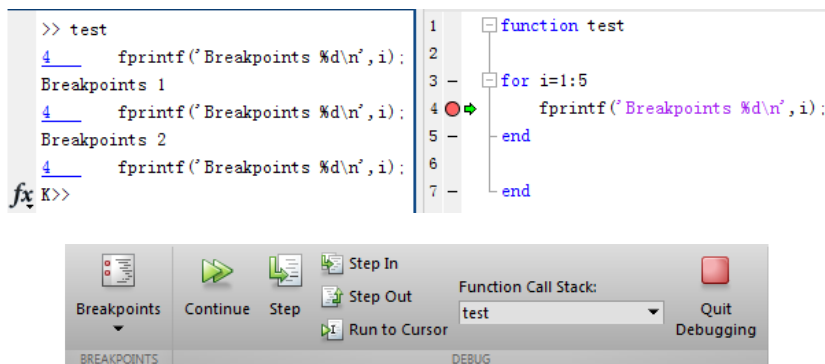 >> test
4 fprintf('Breakpoints %d\n',i);
Breakpoints 1
4 fprintf('Breakpoints %d\n',i);
Breakpoints 2
4 fprintf('Breakpoints %d\n',i);
fx K>>
1 function test
2
3 – for i=1:5
4 fprintf('Breakpoints %d\n',i);
5 – end
6
7 – end
Breakpoints
BREAKPOINTS
Continue
Step
Step In
Step Out
Run to Cursor
Function Call Stack:
test
Quit
Debugging
DEBUG